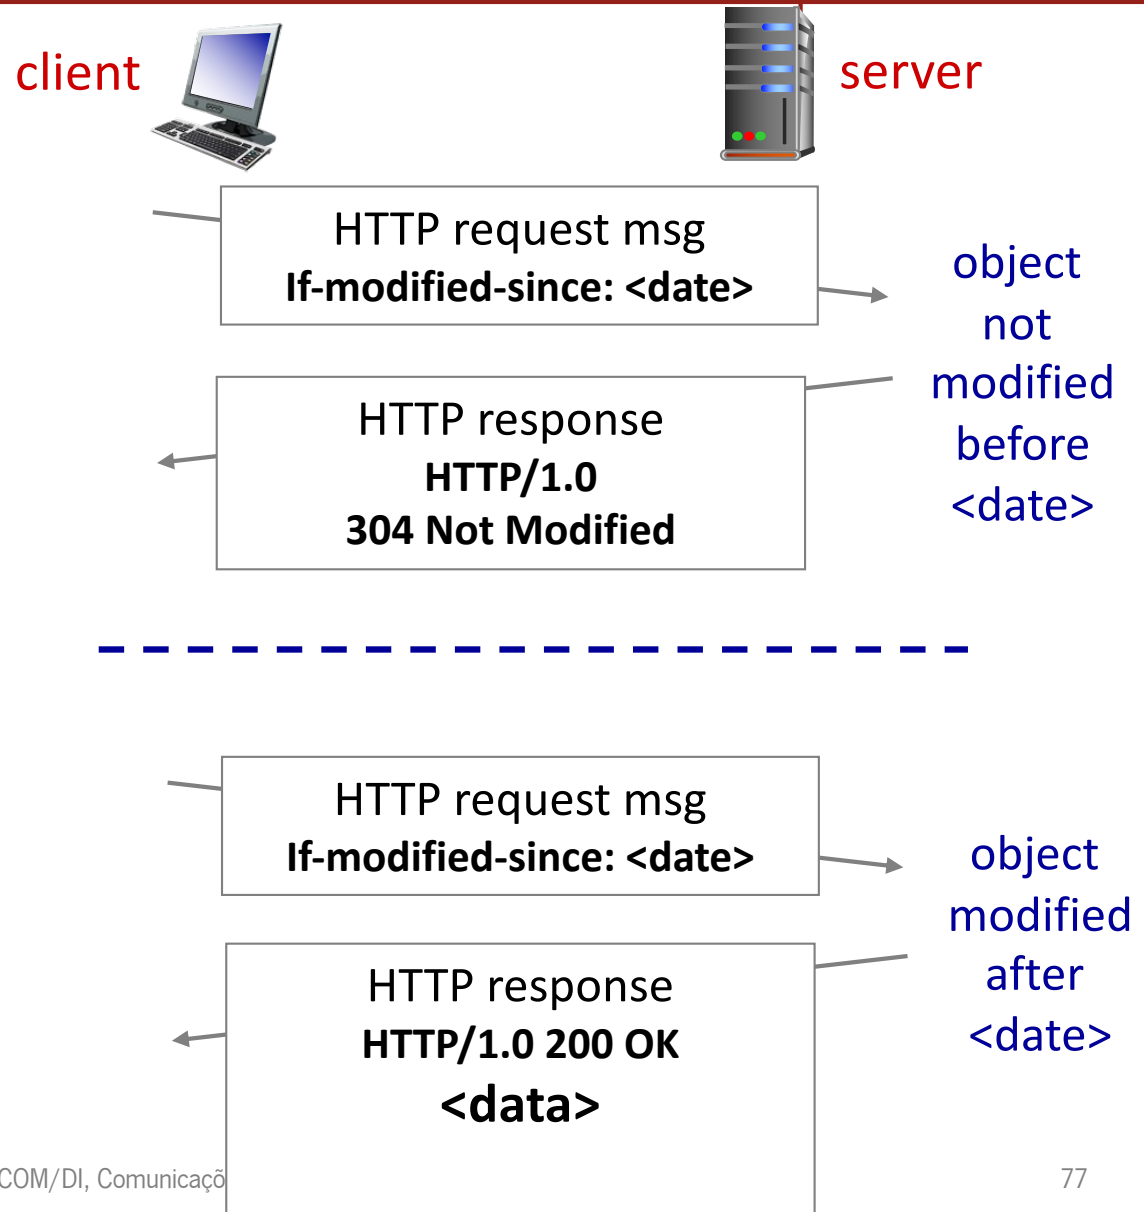 client
server
HTTP request msg
If-modified-since: <date>
object
not
modified
before
<date>
HTTP response
HTTP/1.0
304 Not Modified
HTTP request msg
If-modified-since: <date>
object
modified
after
<date>
HTTP response
HTTP/1.0 200 OK
<data>
COM/DI, Comunicaçõ
77